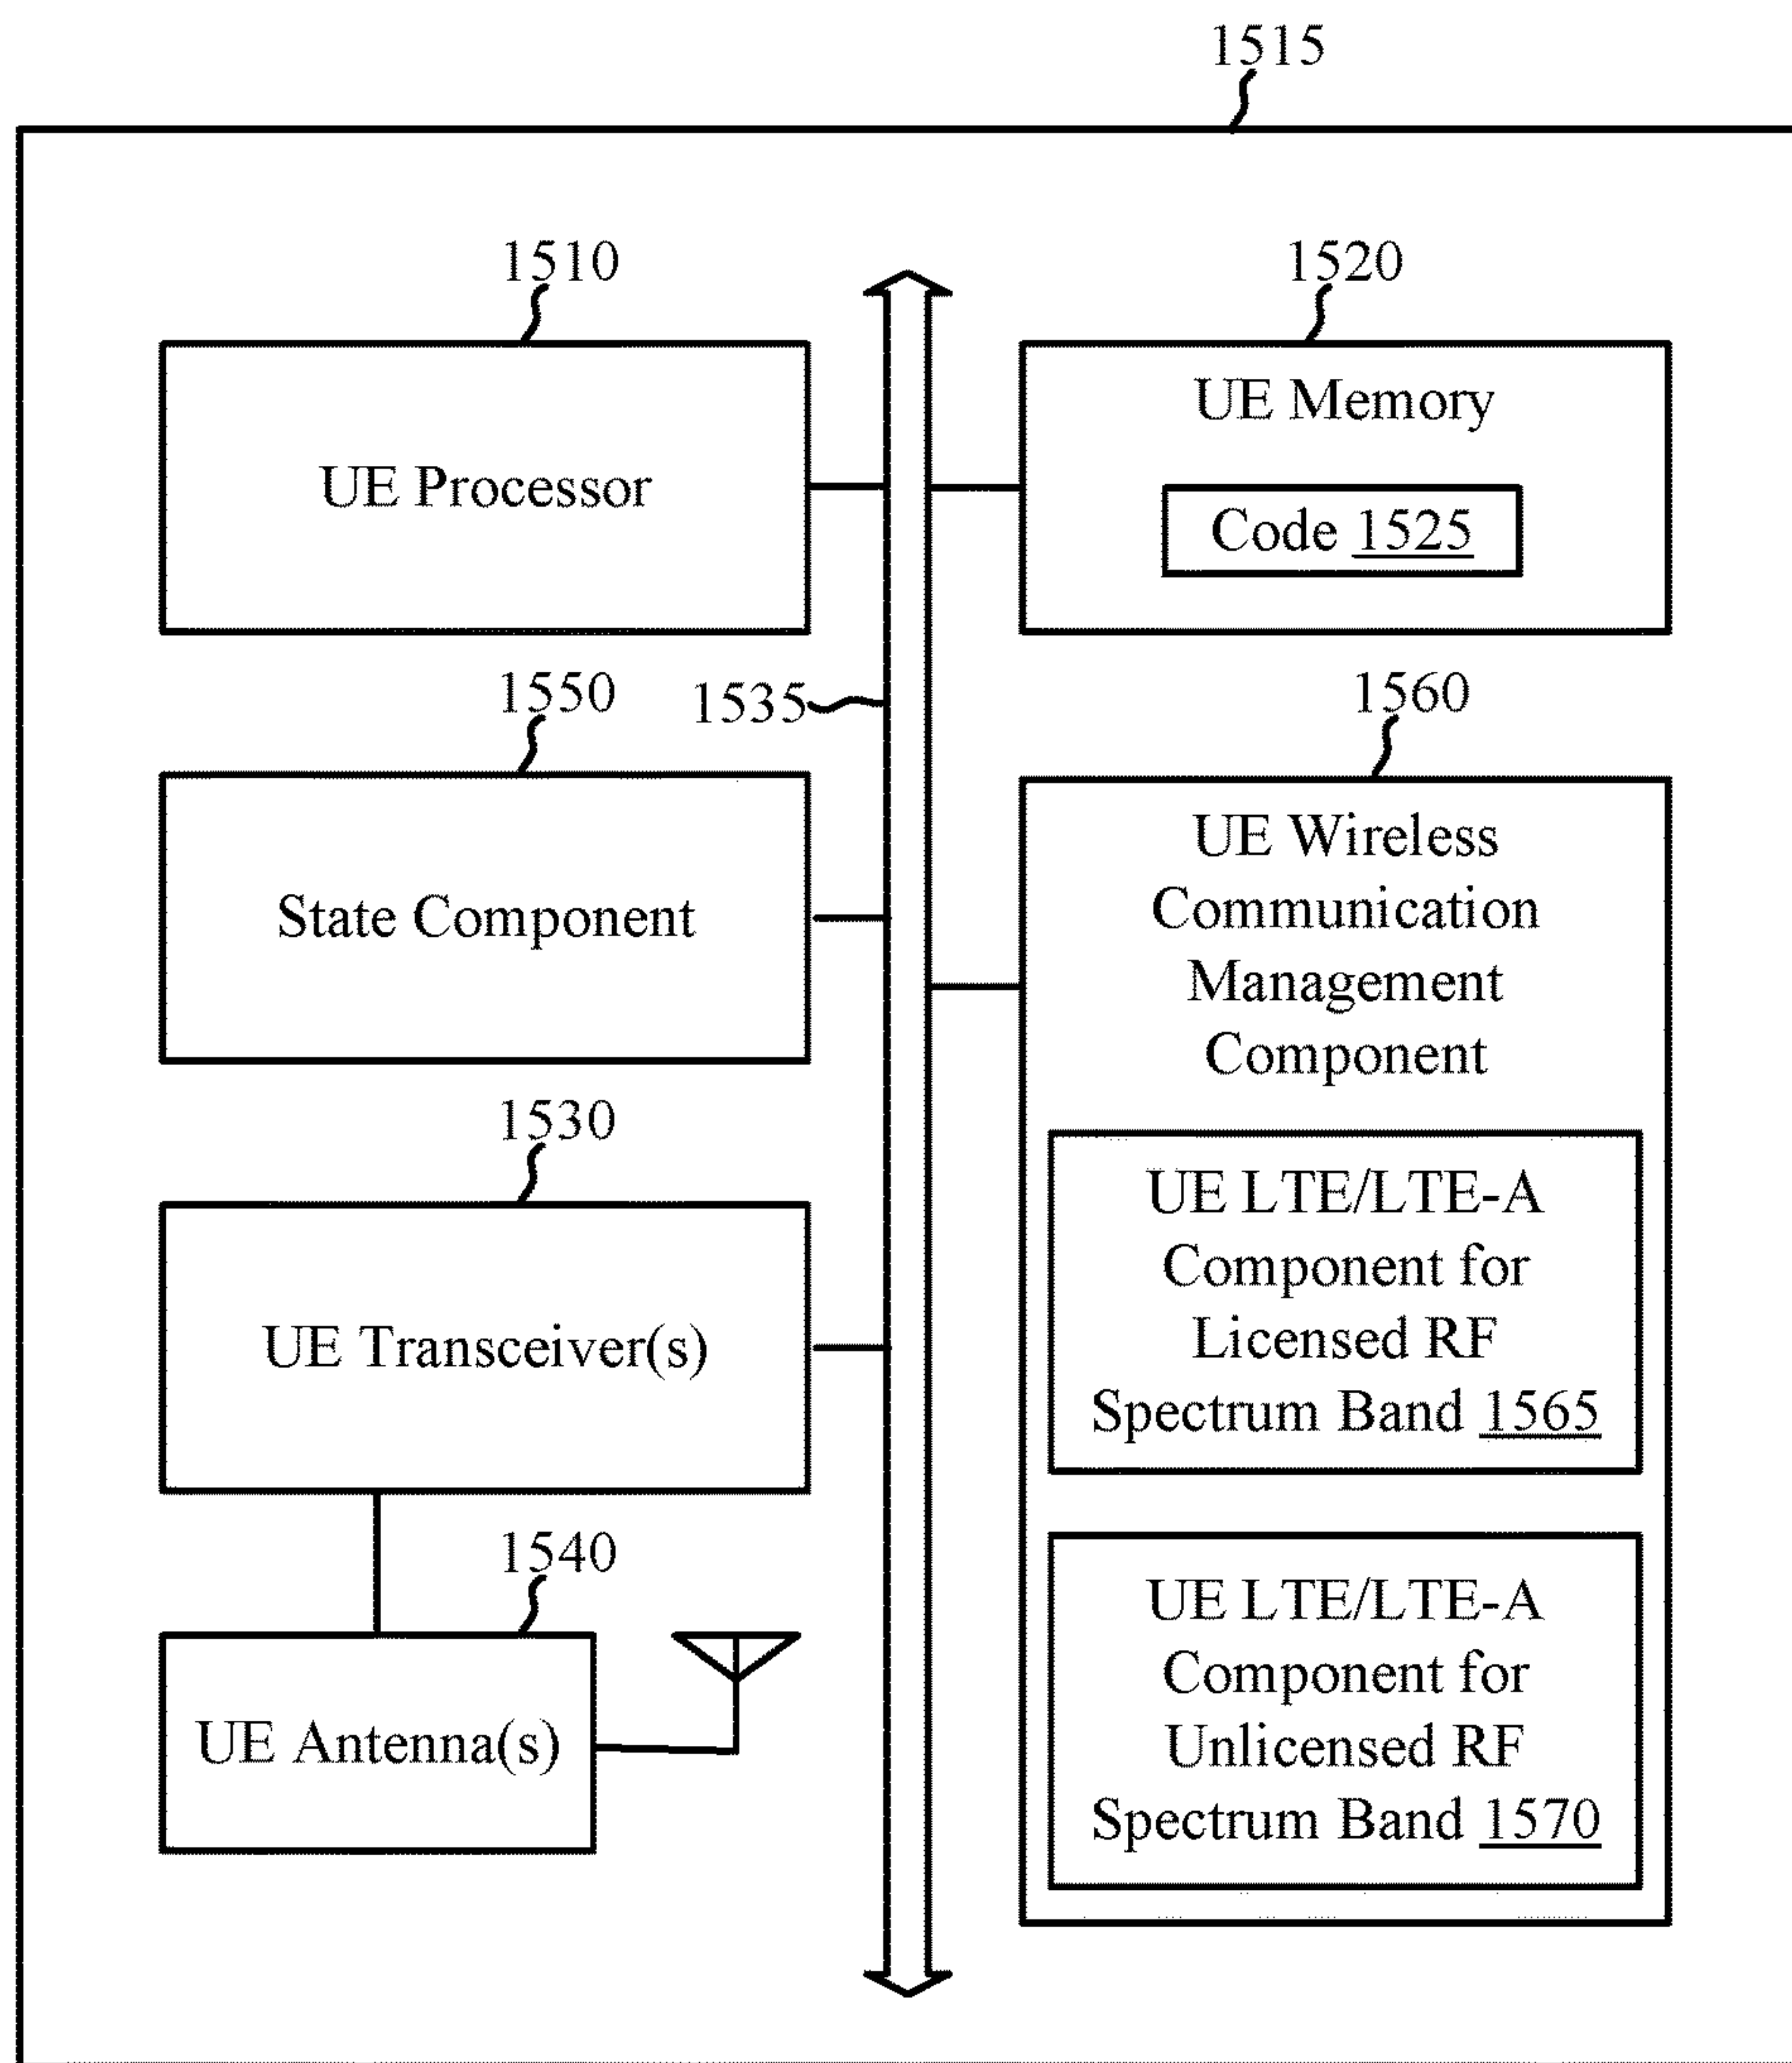 1515
1510
UE Processor
1520
UE Memory
Code 1525
1550
State Component
1535
1560
UE Wireless
Communication
Management
Component
UE LTE/LTE-A
Component for
Licensed RF
Spectrum Band 1565
UE LTE/LTE-A
Component for
Unlicensed RF
Spectrum Band 1570
1530
UE Transceiver(s)
1540
UE Antenna(s)